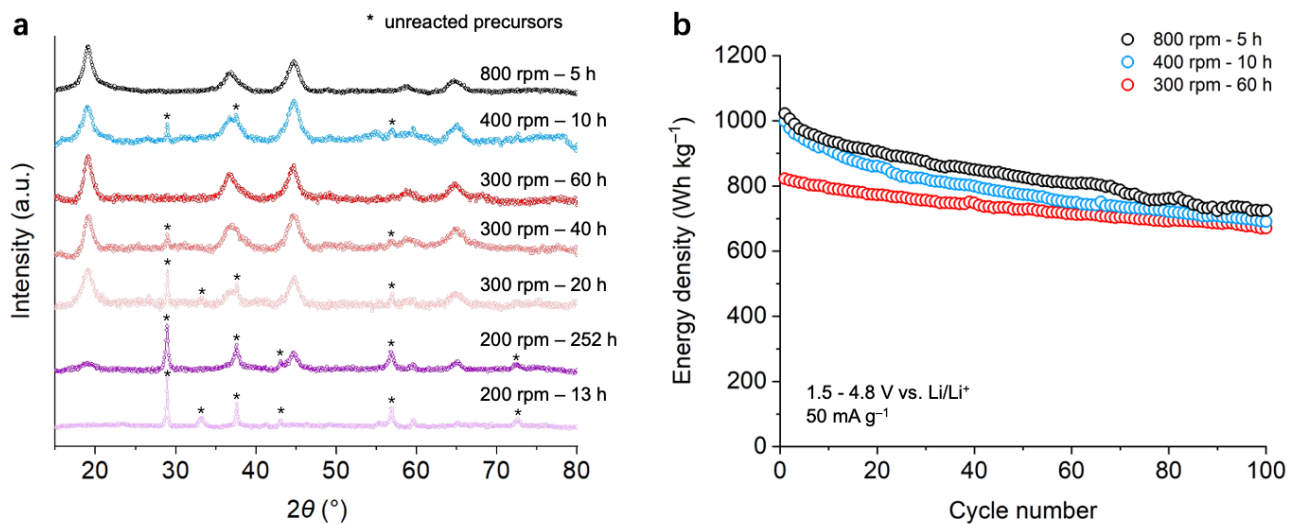 a
* unreacted precursors
800 rpm – 5 h
*
*
*
400 rpm – 10 h
300 rpm – 60 h
*
*
300 rpm – 40 h
*
*
*
*
300 rpm – 20 h
*
*
*
*
*
200 rpm – 252 h
*
*
*
*
*
*
200 rpm – 13 h
Intensity (a.u.)
20 30 40 50 60 70 80
2θ (°)
b
800 rpm - 5 h
400 rpm - 10 h
300 rpm - 60 h
1200
1000
800
600
400
200
0
Energy density (Wh kg⁻¹)
1.5 - 4.8 V vs. Li/Li⁺
50 mA g⁻¹
0 20 40 60 80 100
Cycle number